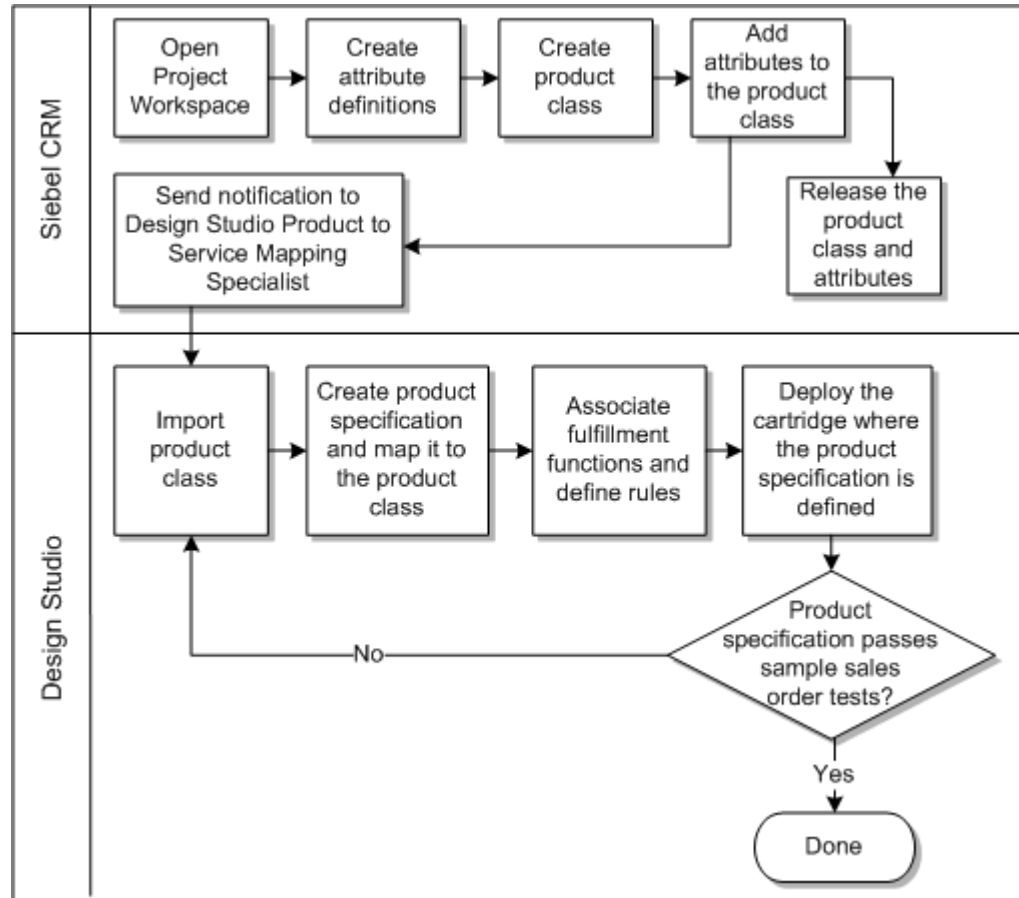 Siebel CRM
Open
Project
Workspace
Create
attribute
definitions
Create
product
class
Add
attributes to
the product
class
Send notification to
Design Studio Product to
Service Mapping
Specialist
Release the
product
class and
attributes
Design Studio
Import
product
class
Create product
specification
and map it to
the product
class
Associate
fulfillment
functions and
define rules
Deploy the
cartridge where
the product
specification is
defined
Product
specification passes
sample sales
order tests?
No
Yes
Done